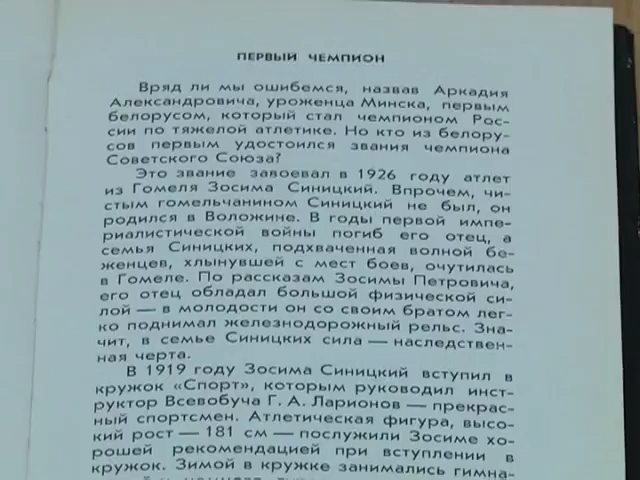 ПЕРВЫЙ ЧЕМПИОН
Вряд ли мы ошибемся, назвав Аркадия
Александровича, уроженца Минска, первым
белорусом, который стал чемпионом Рос-
сии по тяжелой атлетике. Но кто из белору-
сов первым удостоился звания чемпиона
Советского Союза?
Это звание завоевал в 1926 году атлет
из Гомеля Зосима Синицкий. Впрочем, чи-
стым гомельчанином Синицкий не был, он
родился в Воложине. В годы первой импе-
риалистической войны погиб его отец, а
семья Синицких, подхваченная волной бе-
женцев, хлынувшей с мест боев, очутилась
в Гомеле. По рассказам Зосимы Петровича,
его отец обладал большой физической си-
лой — в молодости он со своим братом лег-
ко поднимал железнодорожный рельс. Зна-
чит, в семье Синицких сила — наследствен-
ная черта.
В 1919 году Зосима Синицкий вступил в
кружок «Спорт», которым руководил инст-
руктор Всевобуча Г. А. Ларионов — прекрас-
ный спортсмен. Атлетическая фигура, высо-
кий рост — 181 см — послужили Зосиме хо-
рошей рекомендацией при вступлении в
кружок. Зимой в кружке занимались гимна-